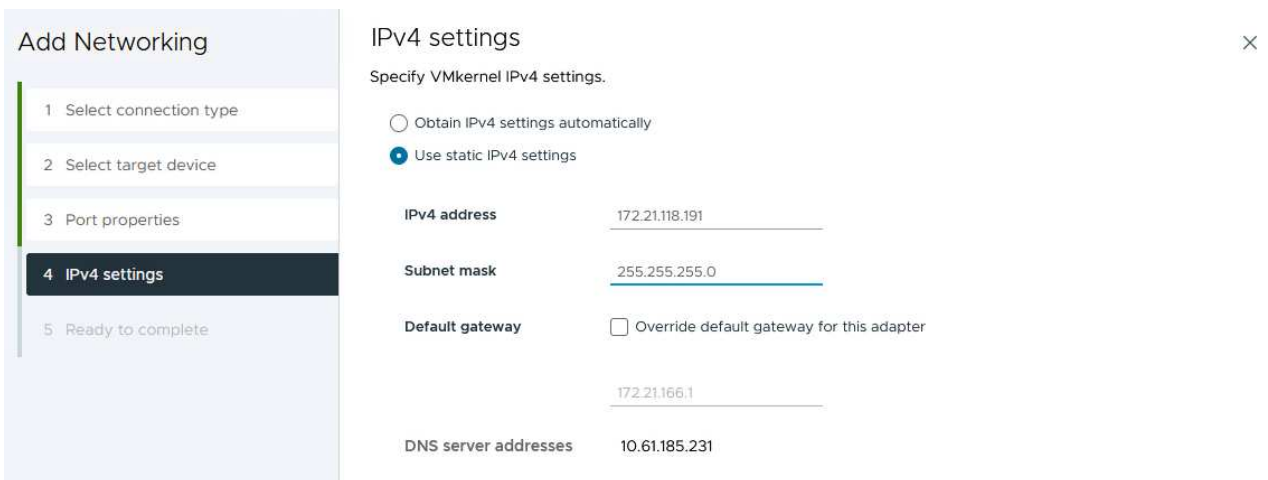 Add Networking
1 Select connection type
2 Select target device
3 Port properties
4 IPv4 settings
5 Ready to complete
IPv4 settings
Specify VMkernel IPv4 settings.
Obtain IPv4 settings automatically
Use static IPv4 settings
IPv4 address 172.21.118.191
Subnet mask 255.255.255.0
Default gateway Override default gateway for this adapter
172.21.166.1
DNS server addresses 10.61.185.231